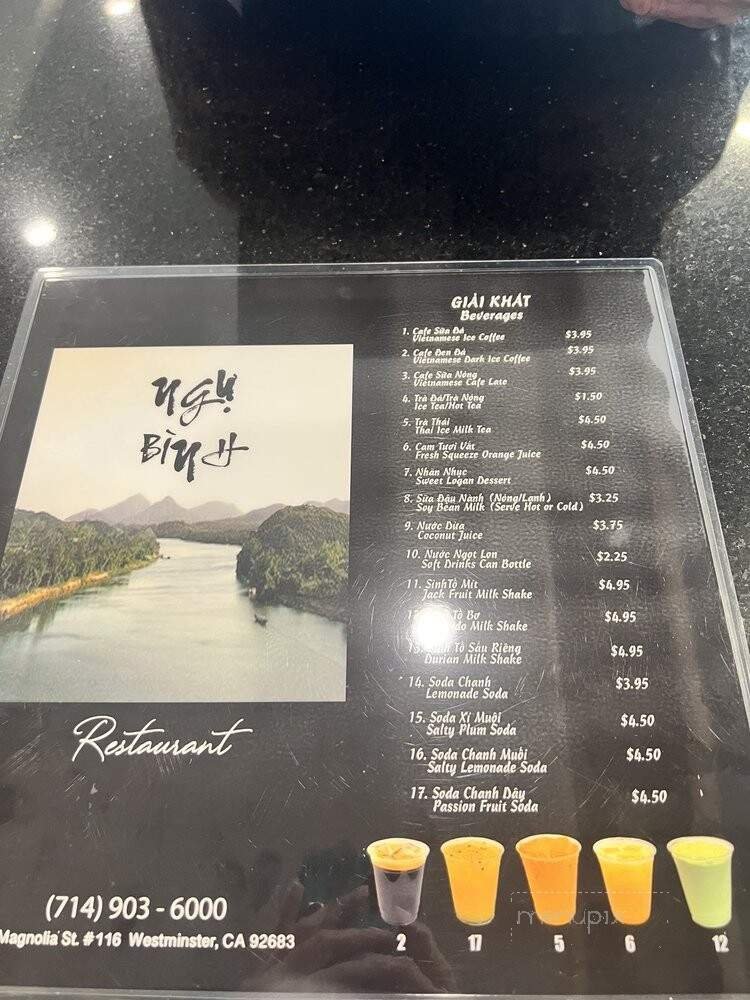 NGỰ
BÌNH
Restaurant
(714) 903 - 6000
Magnolia St. #116 Westminster, CA 92683
GIẢI KHÁT
Beverages
1. Cafe Sữa Đá $3.95
Vietnamese Ice Coffee
2. Cafe Đen Đá $3.95
Vietnamese Dark Ice Coffee
3. Cafe Sữa Nóng $3.95
Vietnamese Cafe Late
4. Trà Đá/Trà Nóng $1.50
Ice Tea/Hot Tea
5. Trà Thái $4.50
Thai Ice Milk Tea
6. Cam Tươi Vắt $4.50
Fresh Squeeze Orange Juice
7. Nhãn Nhục $4.50
Sweet Logan Dessert
8. Sữa Đậu Nành (Nóng/Lạnh) $3.25
Soy Bean Milk (Serve Hot or Cold)
9. Nước Dừa $3.75
Coconut Juice
10. Nước Ngọt Lon $2.25
Soft Drinks Can Bottle
11. SinhTố Mít $4.95
Jack Fruit Milk Shake
Tố Bơ $4.95
Milk Shake
13. Tố Sầu Riêng $4.95
Durian Milk Shake
14. Soda Chanh $3.95
Lemonade Soda
15. Soda Xí Muội $4.50
Salty Plum Soda
16. Soda Chanh Muối $4.50
Salty Lemonade Soda
17. Soda Chanh Dây $4.50
Passion Fruit Soda
2 17 5 6 12